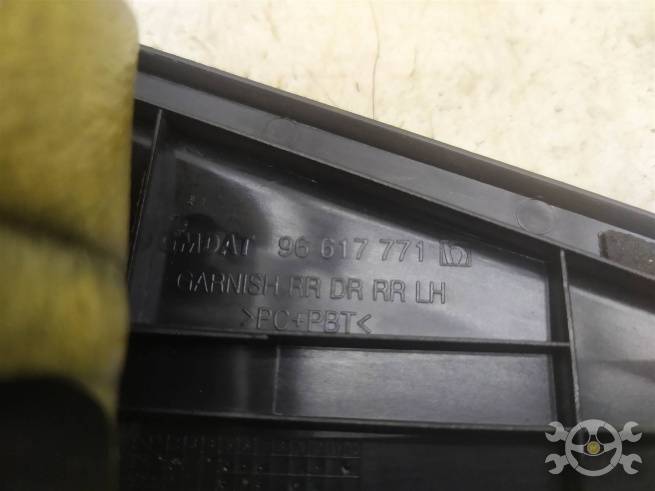 GMDAT 96 617 771
GARNISH RR DR RR LH
>PC+PBT<